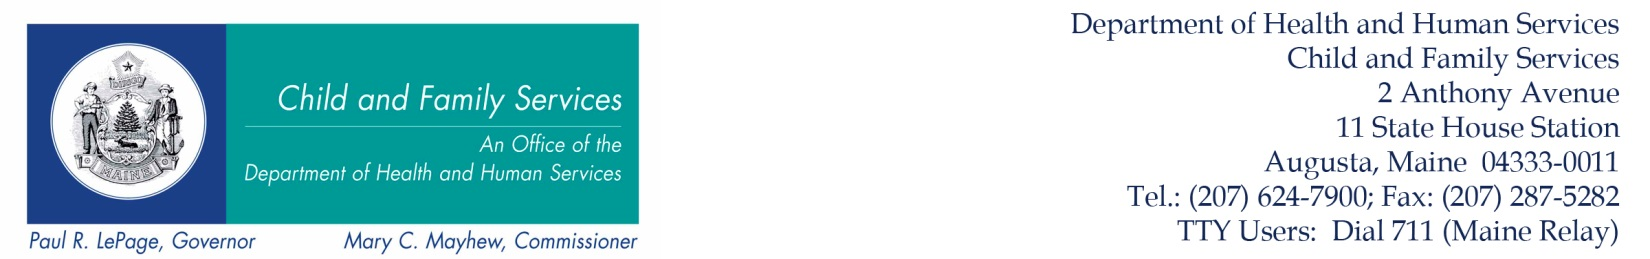 DIRIGO
MAINE
Child and Family Services
An Office of the
Department of Health and Human Services
Paul R. LePage, Governor
Mary C. Mayhew, Commissioner
Department of Health and Human Services
Child and Family Services
2 Anthony Avenue
11 State House Station
Augusta, Maine  04333-0011
Tel.: (207) 624-7900; Fax: (207) 287-5282
TTY Users:  Dial 711 (Maine Relay)